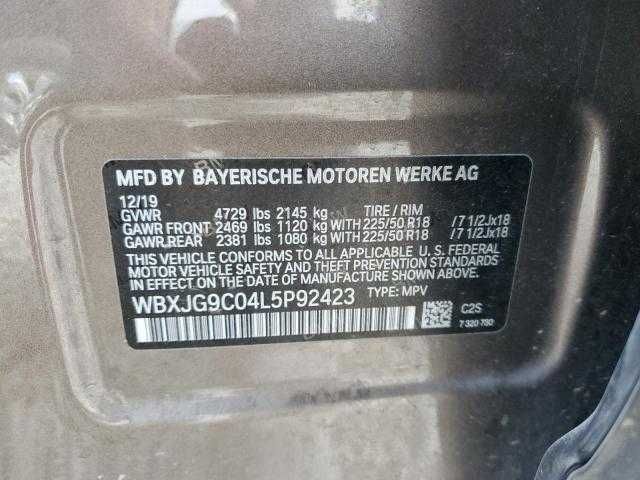 MFD BY BAYERISCHE MOTOREN WERKE AG
12/19
GVWR 4729 lbs 2145 kg TIRE / RIM
GAWR FRONT 2469 lbs 1120 kg WITH 225/50 R18 /7 1/2Jx18
GAWR REAR 2381 lbs 1080 kg WITH 225/50 R18 /7 1/2Jx18
THIS VEHICLE CONFORMS TO ALL APPLICABLE U. S. FEDERAL
MOTOR VEHICLE SAFETY, BUMPER, AND THEFT PREVENTION STANDARDS
IN EFFECT ON THE DATE OF MANUFACTURE SHOWN ABOVE.
WBXJG9C04L5P92423 TYPE: MPV
C2S
7 320 780